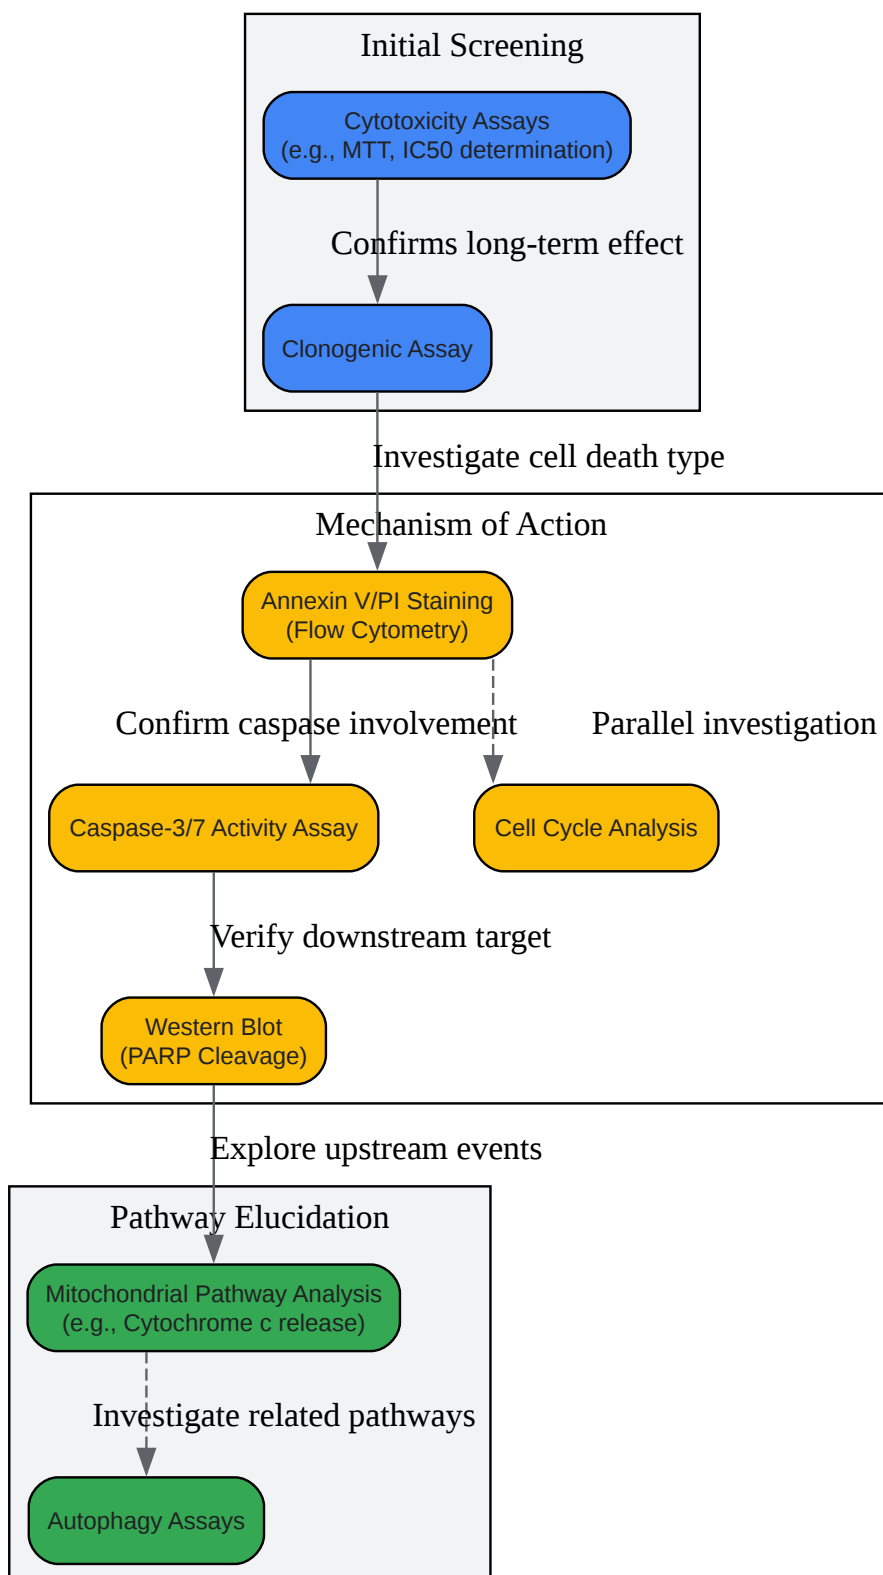 Initial Screening
Cytotoxicity Assays
(e.g., MTT, IC50 determination)
Confirms long-term effect
Clonogenic Assay
Investigate cell death type
Mechanism of Action
Annexin V/PI Staining
(Flow Cytometry)
Confirm caspase involvement
Parallel investigation
Caspase-3/7 Activity Assay
Cell Cycle Analysis
Verify downstream target
Western Blot
(PARP Cleavage)
Explore upstream events
Pathway Elucidation
Mitochondrial Pathway Analysis
(e.g., Cytochrome c release)
Investigate related pathways
Autophagy Assays